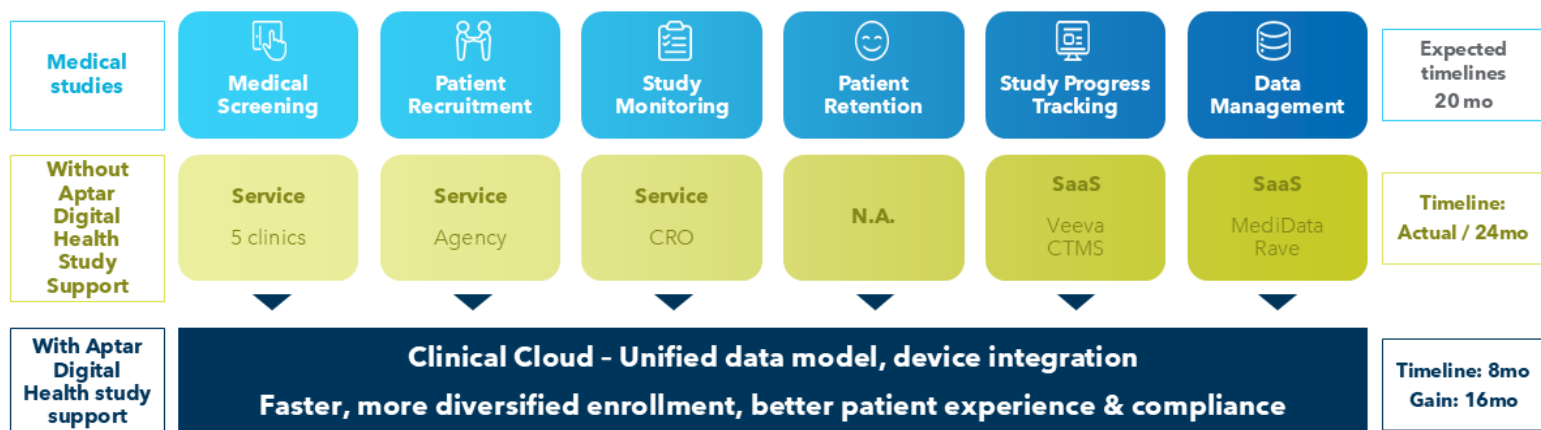 Medical
studies
Medical
Screening
Patient
Recruitment
Study
Monitoring
Patient
Retention
Study Progress
Tracking
Data
Management
Expected
timelines
20 mo
Without
Aptar
Digital
Health
Study
Support
Service
5 clinics
Service
Agency
Service
CRO
N.A.
SaaS
Veeva
CTMS
SaaS
MediData
Rave
Timeline:
Actual / 24mo
With Aptar
Digital
Health study
support
Clinical Cloud – Unified data model, device integration
Faster, more diversified enrollment, better patient experience & compliance
Timeline: 8mo
Gain: 16mo